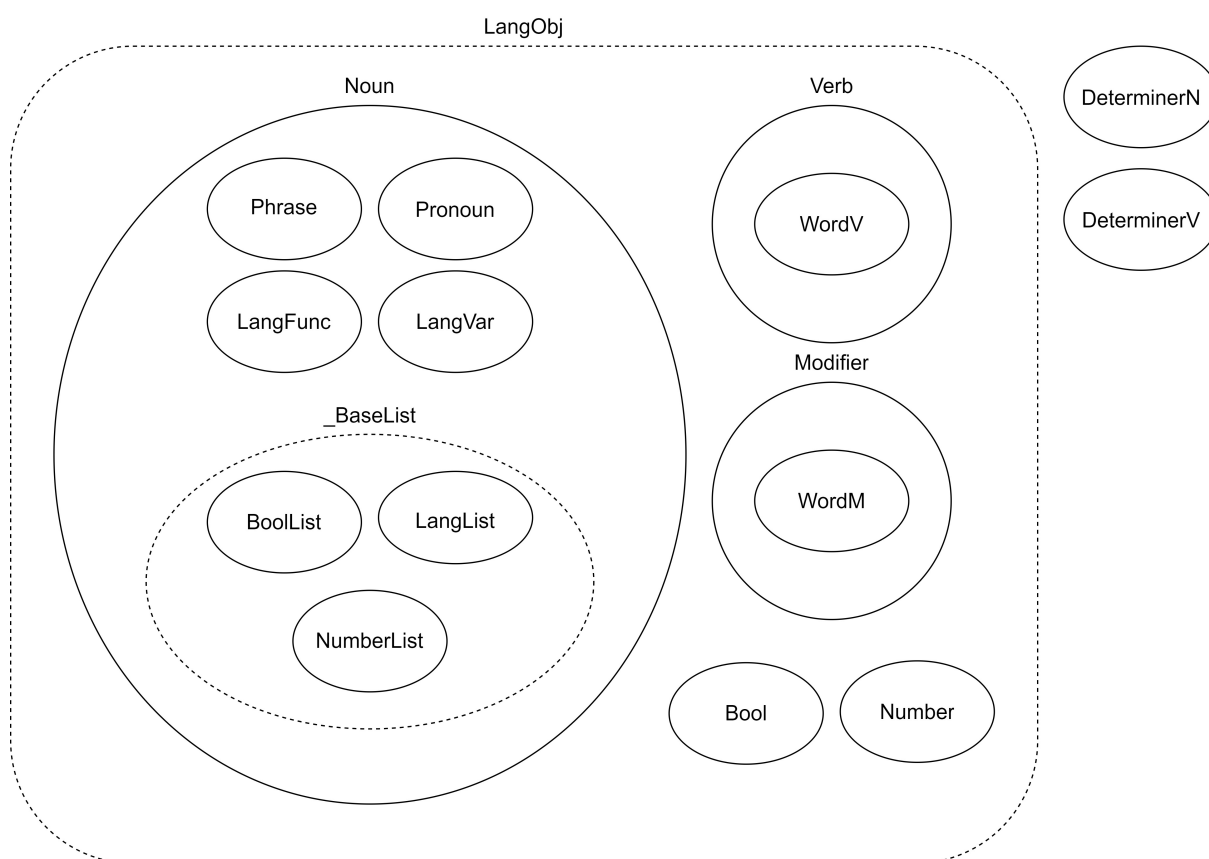 LangObj
Noun
Verb
DeterminerN
Phrase
Pronoun
WordV
DeterminerV
LangFunc
LangVar
Modifier
_BaseList
WordM
BoolList
LangList
NumberList
Bool
Number